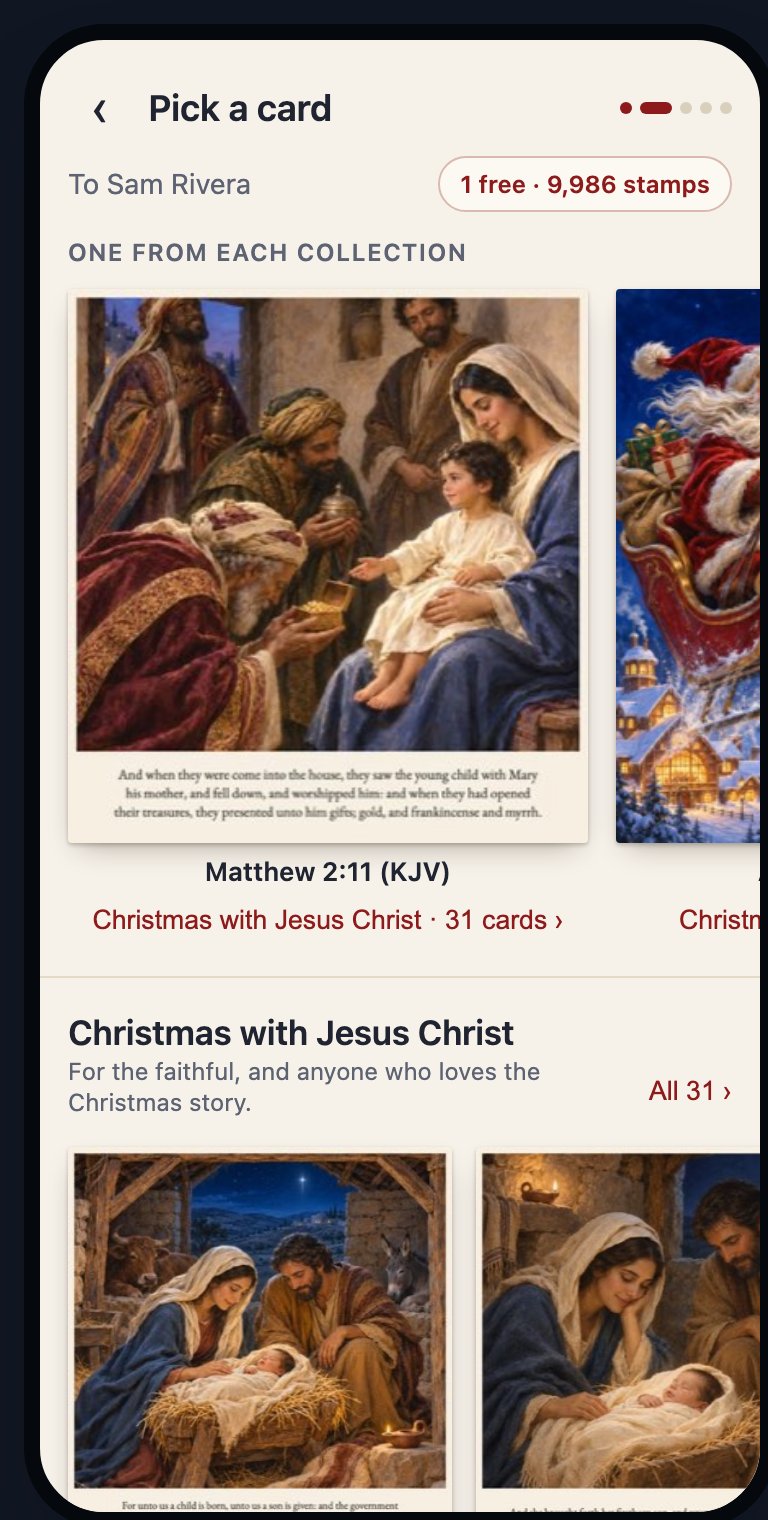 ‹ Pick a card
To Sam Rivera
1 free · 9,986 stamps
ONE FROM EACH COLLECTION
And when they were come into the house, they saw the young child with Mary
his mother, and fell down, and worshipped him: and when they had opened
their treasures, they presented unto him gifts; gold, and frankincense and myrrh.
Matthew 2:11 (KJV)
Christmas with Jesus Christ · 31 cards ›
Christmas with Jesus Christ
For the faithful, and anyone who loves the
Christmas story.
All 31 ›
For unto us a child is born, unto us a son is given: and the government